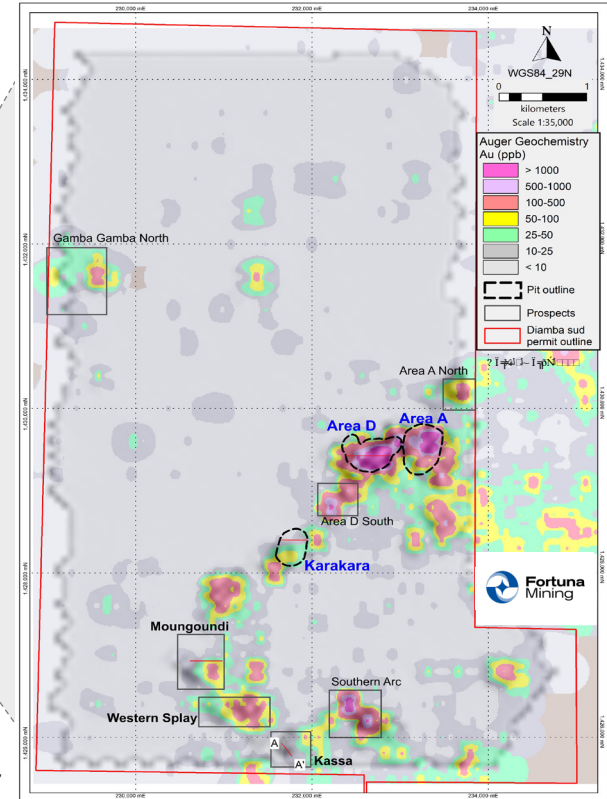 230,000 mE
232,000 mE
234,000 mE
N
WGS84_29N
0
1
kilometers
Scale 1:35,000
1,434,000 mN
1,434,000 mN
Auger Geochemistry
Au (ppb)
> 1000
500-1000
100-500
50-100
25-50
10-25
< 10
Pit outline
Prospects
Diamba sud
permit outline
1,432,000 mN
1,432,000 mN
Gamba Gamba North
Area A North
1,430,000 mN
1,430,000 mN
Area D
Area A
Area D South
Karakara
1,428,000 mN
1,428,000 mN
Fortuna
Mining
Moungoundi
Western Splay
Southern Arc
1,426,000 mN
1,426,000 mN
A
A'
Kassa
230,000 mE
232,000 mE
234,000 mE